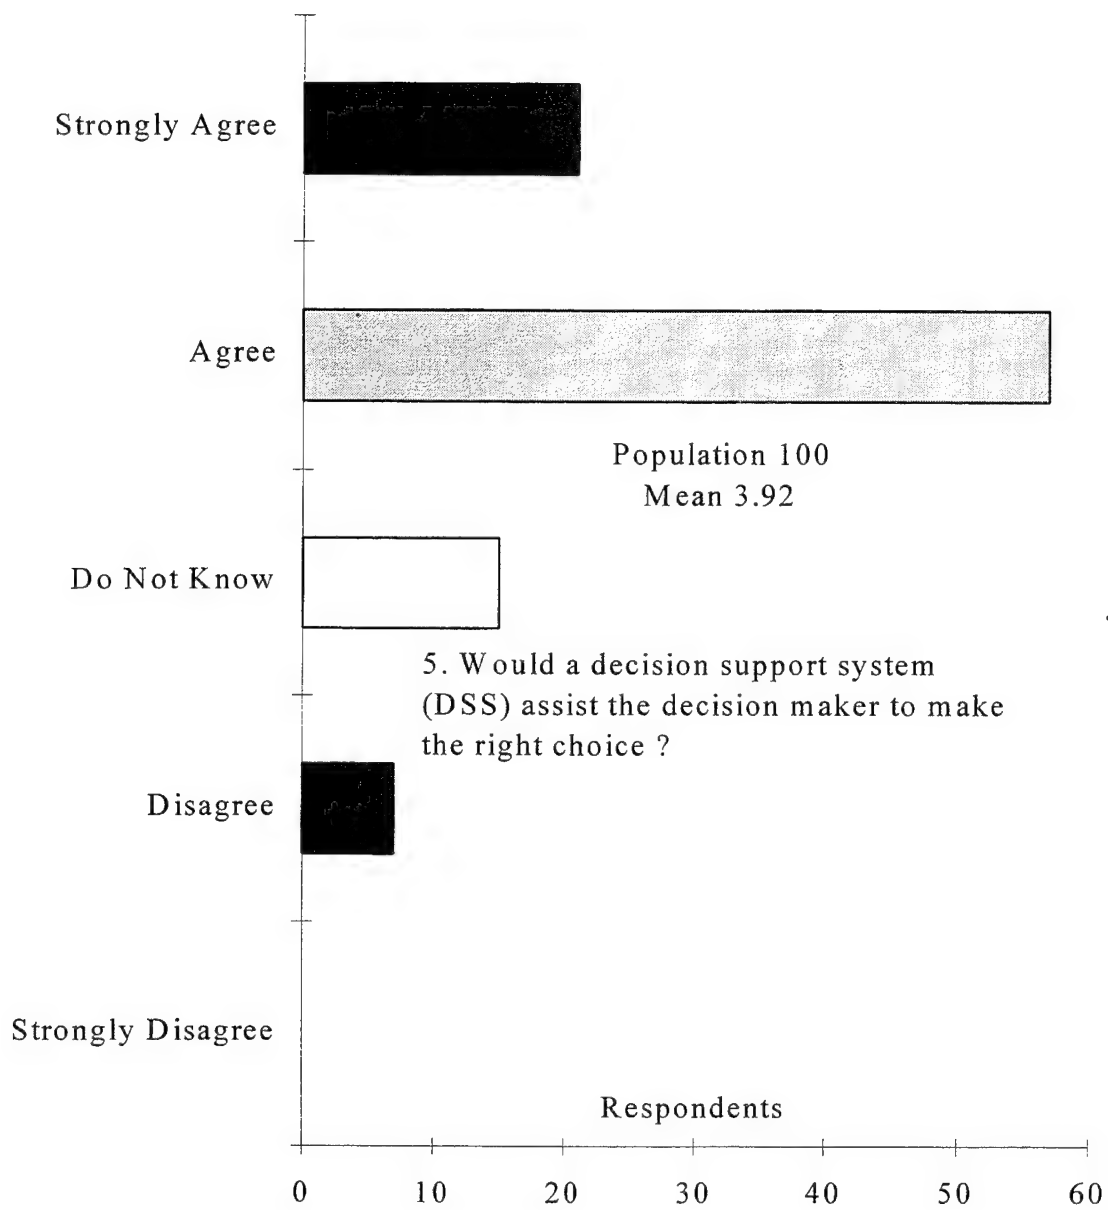 Strongly Agree
Agree
Population 100
Mean 3.92
Do Not Know
5. Would a decision support system
(DSS) assist the decision maker to make
the right choice ?
Disagree
Strongly Disagree
Respondents
0 10 20 30 40 50 60